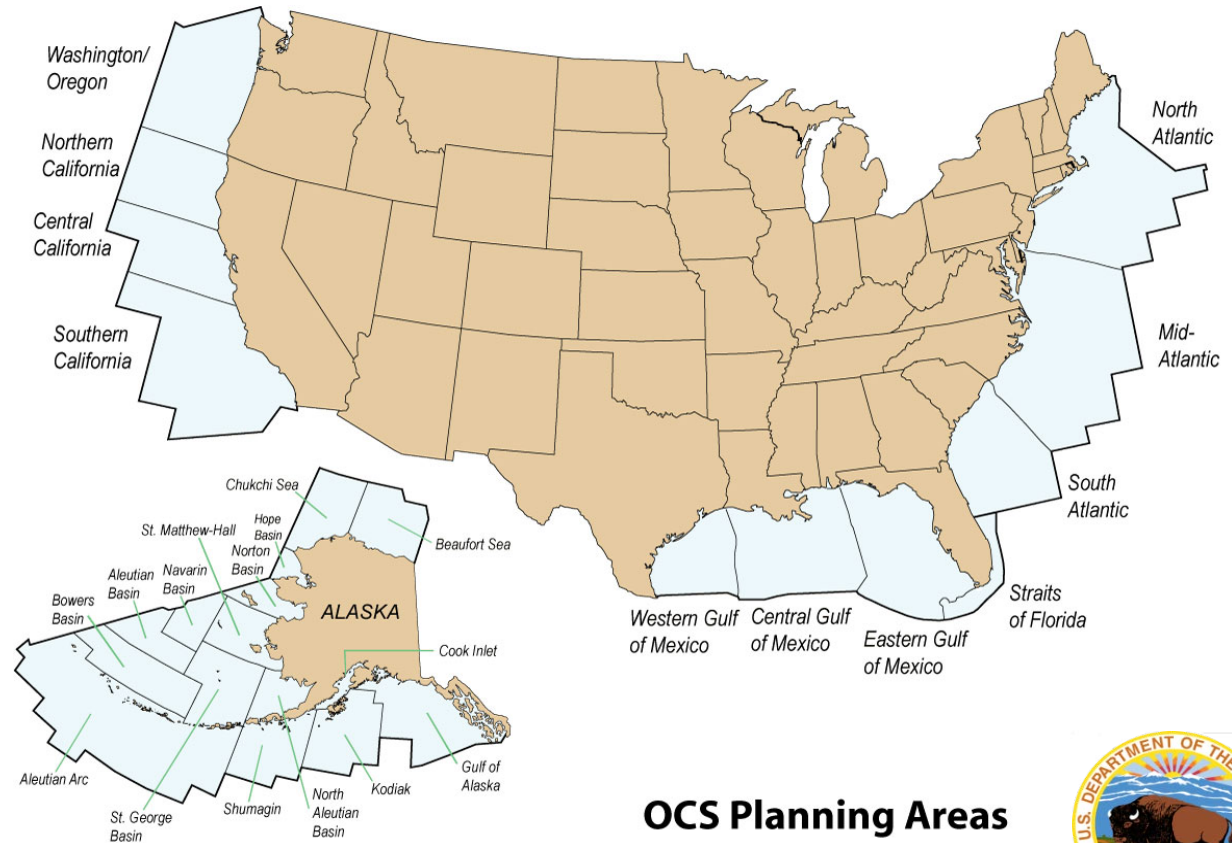 Washington/
Oregon
Northern
California
Central
California
Southern
California
North
Atlantic
Mid-
Atlantic
South
Atlantic
Straits
of Florida
Western Gulf
of Mexico
Central Gulf
of Mexico
Eastern Gulf
of Mexico
Chukchi Sea
Beaufort Sea
St. Matthew-Hall
Hope
Basin
Norton
Basin
Navarin
Basin
Aleutian
Basin
Bowers
Basin
ALASKA
Cook Inlet
Aleutian Arc
St. George
Basin
Shumagin
North
Aleutian
Basin
Kodiak
Gulf of
Alaska
OCS Planning Areas
U.S. DEPARTMENT OF THE